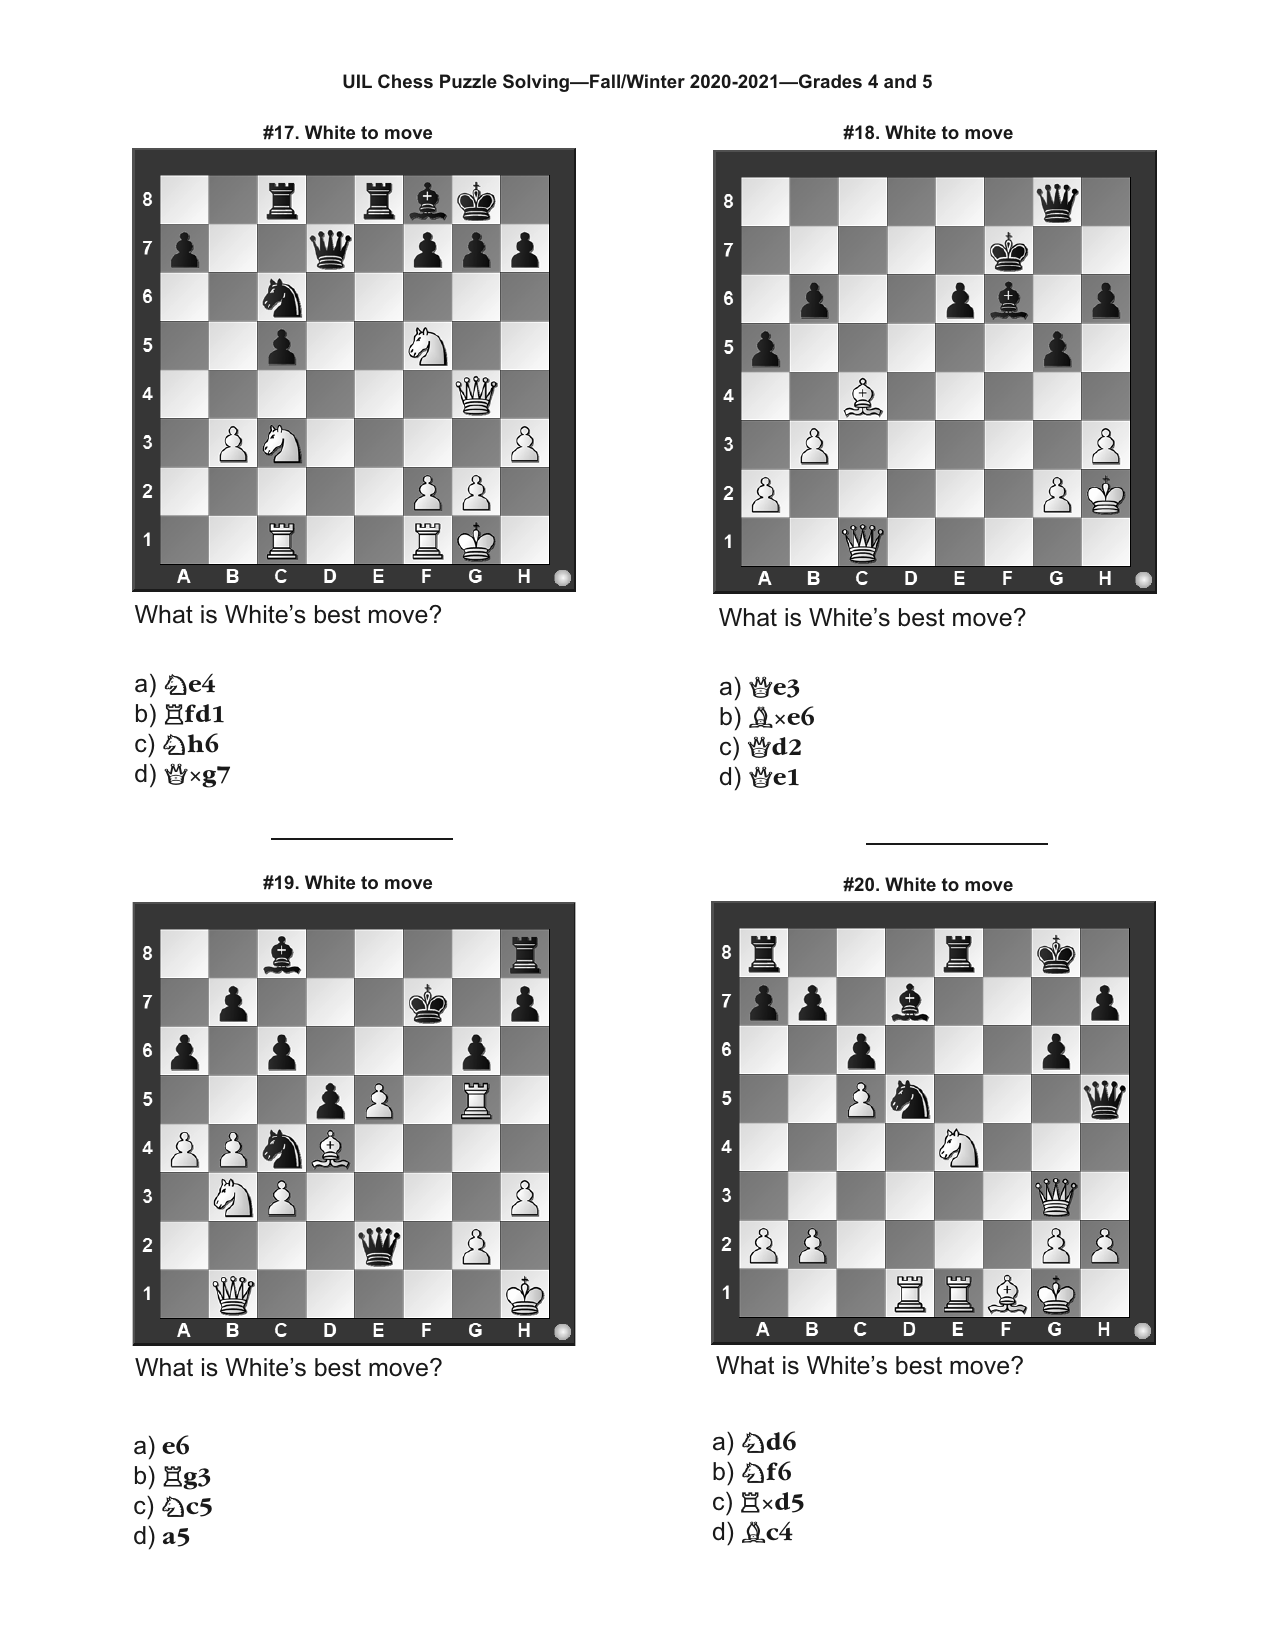 UIL Chess Puzzle Solving—Fall/Winter 2020-2021—Grades 4 and 5
#17. White to move
8
7
6
5
4
3
2
1
A B C D E F G H
What is White’s best move?
a) ♘e4
b) ♖fd1
c) ♘h6
d) ♕×g7
#18. White to move
8
7
6
5
4
3
2
1
A B C D E F G H
What is White’s best move?
a) ♕e3
b) ♗×e6
c) ♕d2
d) ♕e1
#19. White to move
8
7
6
5
4
3
2
1
A B C D E F G H
What is White’s best move?
a) e6
b) ♖g3
c) ♘c5
d) a5
#20. White to move
8
7
6
5
4
3
2
1
A B C D E F G H
What is White’s best move?
a) ♘d6
b) ♘f6
c) ♖×d5
d) ♗c4